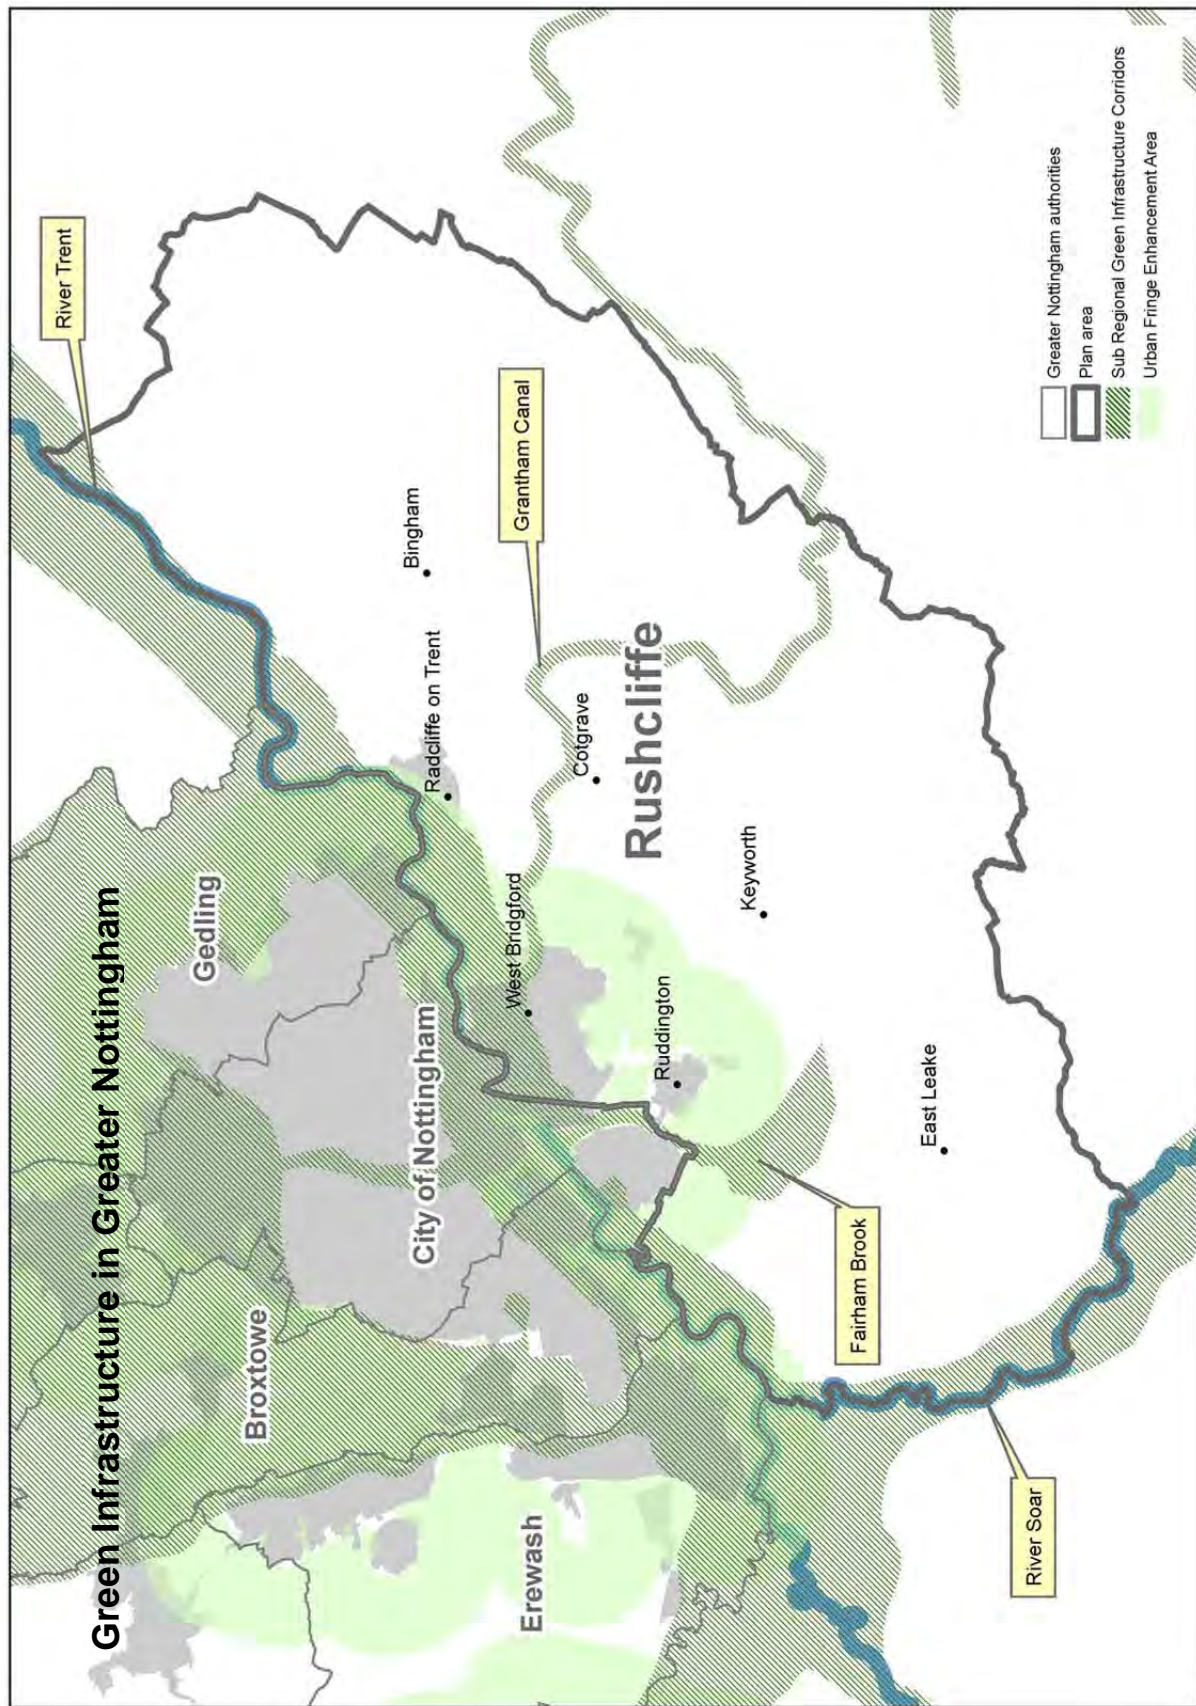 Green Infrastructure in Greater Nottingham
River Trent
Gedling
Broxtowe
City of Nottingham
Erewash
Radcliffe on Trent
Bingham
West Bridgford
Grantham Canal
Cotgrave
Rushcliffe
Ruddington
Keyworth
East Leake
Fairham Brook
River Soar
Greater Nottingham authorities
Plan area
Sub Regional Green Infrastructure Corridors
Urban Fringe Enhancement Area